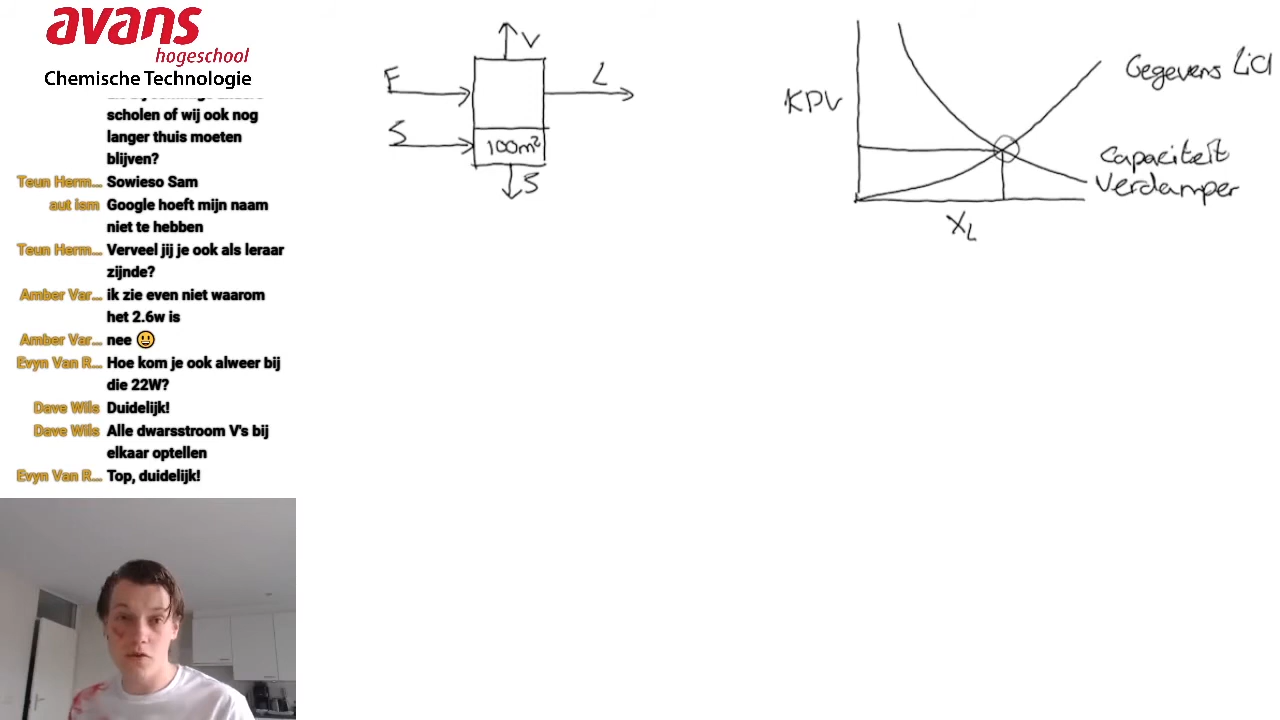 avans
hogeschool
Chemische Technologie
scholen of wij ook nog
langer thuis moeten
blijven?
Teun Herm... Sowieso Sam
aut ism Google hoeft mijn naam
niet te hebben
Teun Herm... Verveel jij je ook als leraar
zijnde?
Amber Var... ik zie even niet waarom
het 2.6w is
Amber Var... nee 😃
Evyn Van R... Hoe kom je ook alweer bij
die 22W?
Dave Wils Duidelijk!
Dave Wils Alle dwarsstroom V's bij
elkaar optellen
Evyn Van R... Top, duidelijk!
V
F
L
S
100m²
S
KPV
Gegevens LiCl
Capaciteit
Verdamper
XL